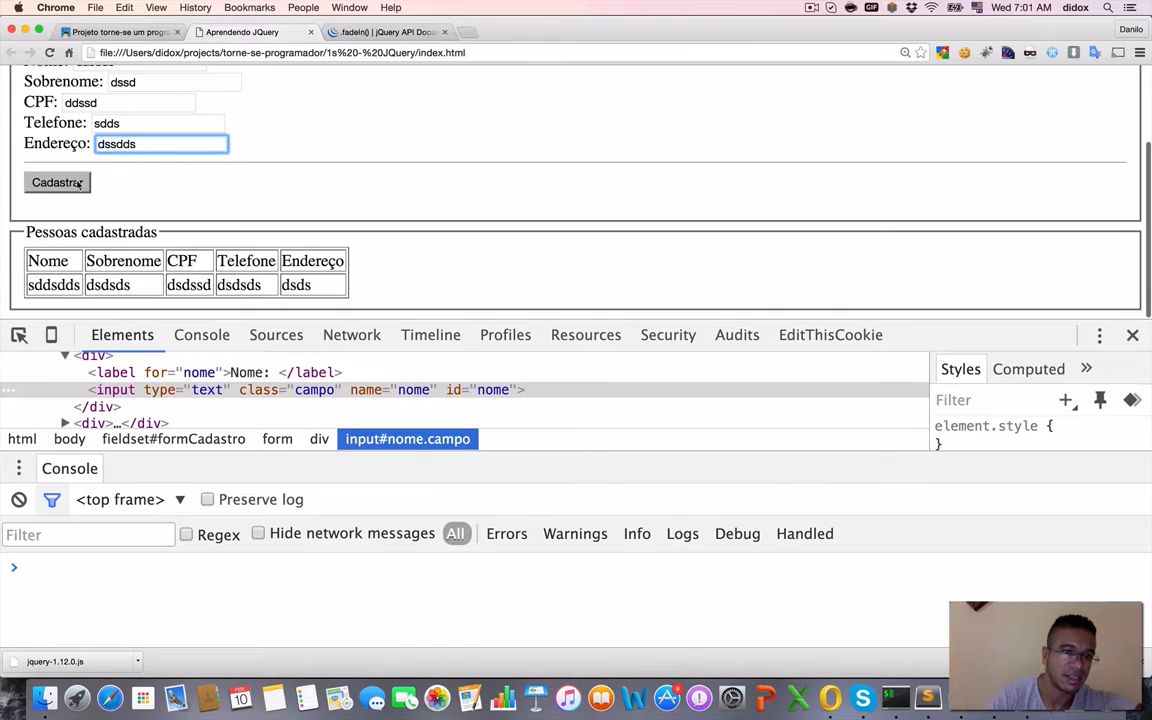 Chrome File Edit View History Bookmarks People Window Help Wed 7:01 AM didox
Projeto torne-se um progra Aprendendo JQuery .fadeIn() | jQuery API Docu Danilo
file:///Users/didox/projects/torne-se-programador/1s%20-%20JQuery/index.html
Sobrenome: dssd
CPF: ddssd
Telefone: sdds
Endereço: dssdds
Cadastrar
Pessoas cadastradas
Nome Sobrenome CPF Telefone Endereço
sddsdds dsdsds dsdssd dsdsds dsds
Elements Console Sources Network Timeline Profiles Resources Security Audits EditThisCookie
<div>
<label for="nome">Nome: </label>
Styles Computed »
<input type="text" class="campo" name="nome" id="nome">
Filter
</div>
<div>…</div>
element.style {
}
html body fieldset#formCadastro form div input#nome.campo
Console
<top frame> Preserve log
Filter Regex Hide network messages All Errors Warnings Info Logs Debug Handled
>
jquery-1.12.0.js